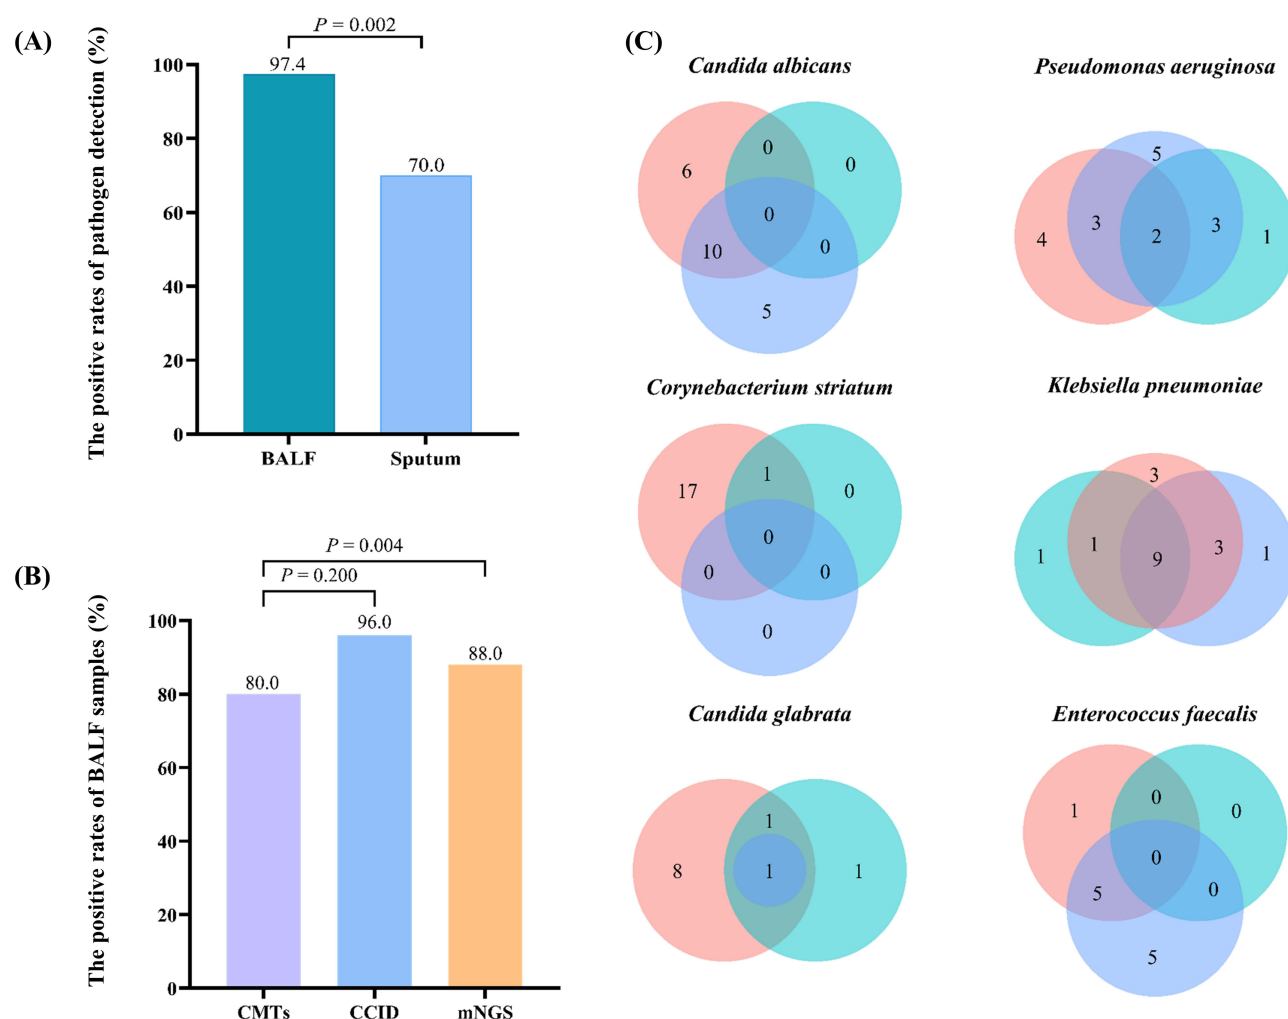 (A)
The positive rates of pathogen detection (%)
P = 0.002
100
80
60
40
20
0
97.4
70.0
BALF
Sputum
(B)
The positive rates of BALF samples (%)
P = 0.004
P = 0.200
100
80
60
40
20
0
80.0
96.0
88.0
CMTs
CCID
mNGS
(C)
Candida albicans
6
0
0
0
10
0
5
Pseudomonas aeruginosa
5
4
3
2
3
1
Corynebacterium striatum
17
1
0
0
0
0
0
Klebsiella pneumoniae
3
1
1
9
3
1
Candida glabrata
1
8
1
1
Enterococcus faecalis
1
0
0
0
5
0
5